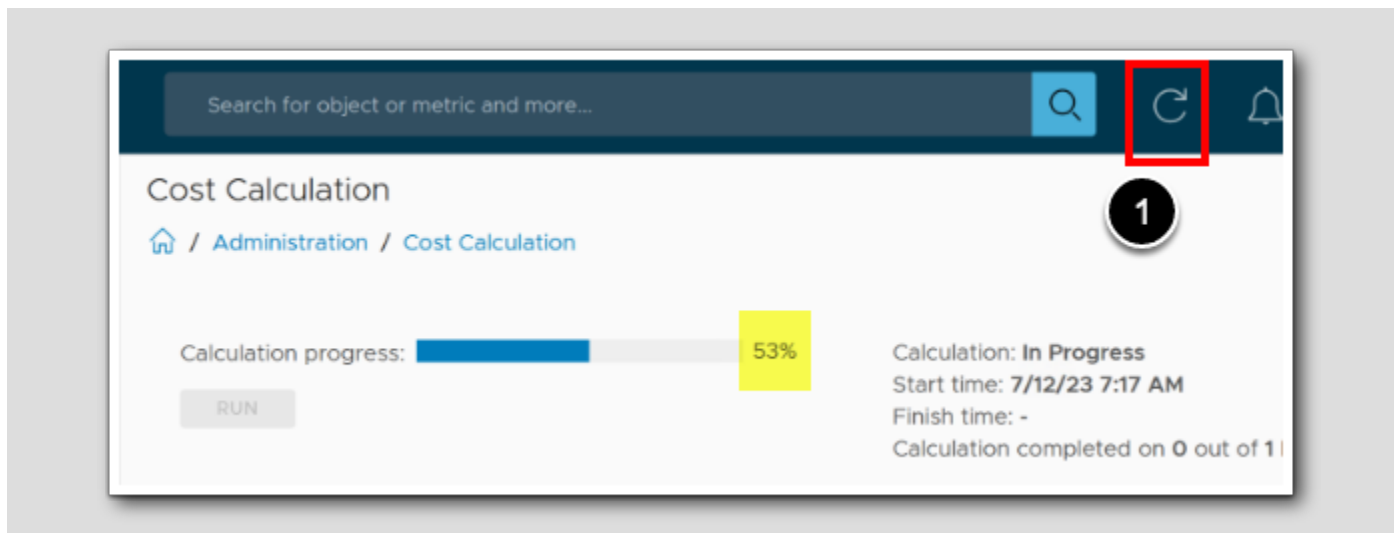 Search for object or metric and more...
1
Cost Calculation
/ Administration / Cost Calculation
Calculation progress: 53%
RUN
Calculation: In Progress
Start time: 7/12/23 7:17 AM
Finish time: -
Calculation completed on 0 out of 1